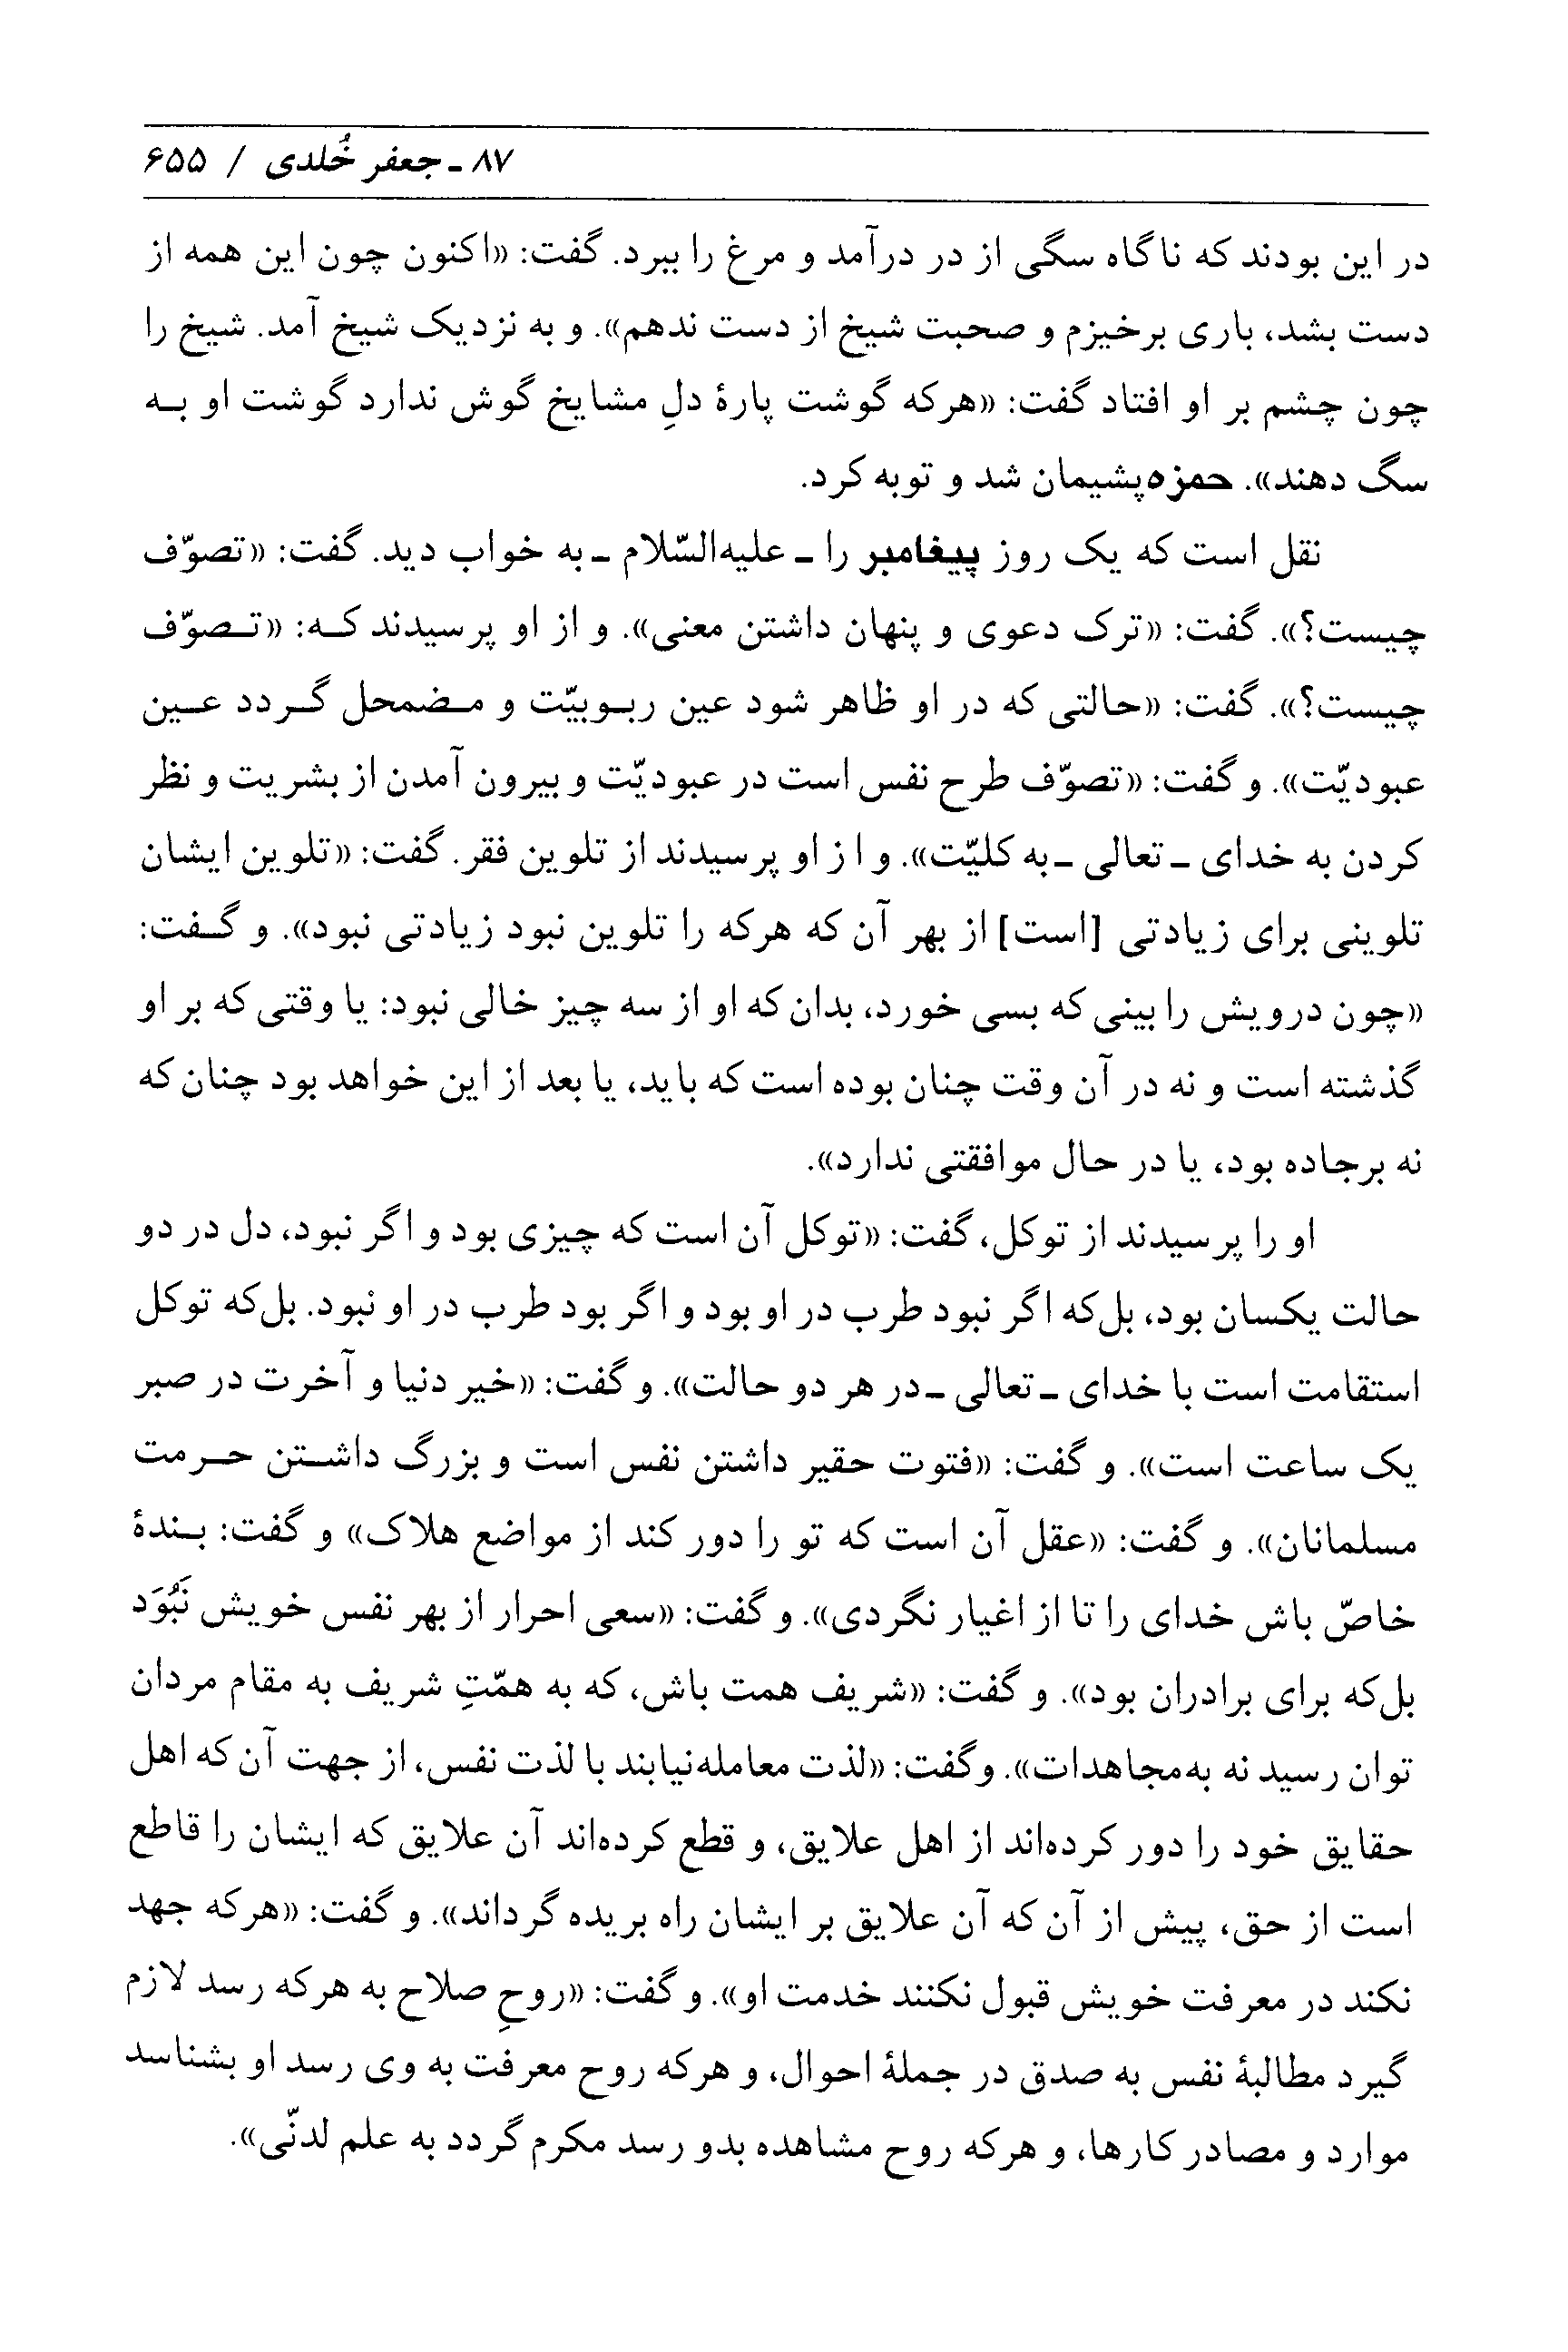 ۸۷ ـ جعفر خُلدی / ۶۵۵
در این بودند که ناگاه سگی از در درآمد و مرغ را ببرد. گفت: «اکنون چون این همه از
دست بشد، باری برخیزم و صحبت شیخ از دست ندهم». و به نزدیک شیخ آمد. شیخ را
چون چشم بر او افتاد گفت: «هرکه گوشت پارهٔ دلِ مشایخ گوش ندارد گوشت او به
سگ دهند». حمزه پشیمان شد و توبه کرد.
نقل است که یک روز پیغامبر را ـ علیه‌السّلام ـ به خواب دید. گفت: «تصوّف
چیست؟». گفت: «ترک دعوی و پنهان داشتن معنی». و از او پرسیدند که: «تصوّف
چیست؟». گفت: «حالتی که در او ظاهر شود عین ربوبیّت و مضمحل گردد عین
عبودیّت». و گفت: «تصوّف طرح نفس است در عبودیّت و بیرون آمدن از بشریت و نظر
کردن به خدای ـ تعالی ـ به کلیّت». و از او پرسیدند از تلوین فقر. گفت: «تلوین ایشان
تلوینی برای زیادتی [است] از بهر آن که هرکه را تلوین نبود زیادتی نبود». و گفت:
«چون درویش را بینی که بسی خورد، بدان که او از سه چیز خالی نبود: یا وقتی که بر او
گذشته است و نه در آن وقت چنان بوده است که باید، یا بعد از این خواهد بود چنان که
نه برجاده بود، یا در حال موافقتی ندارد».
او را پرسیدند از توکل، گفت: «توکل آن است که چیزی بود و اگر نبود، دل در دو
حالت یکسان بود، بل‌که اگر نبود طرب در او بود و اگر بود طرب در او نبود. بل‌که توکل
استقامت است با خدای ـ تعالی ـ در هر دو حالت». و گفت: «خیر دنیا و آخرت در صبر
یک ساعت است». و گفت: «فتوت حقیر داشتن نفس است و بزرگ داشتن حرمت
مسلمانان». و گفت: «عقل آن است که تو را دور کند از مواضع هلاک» و گفت: بندهٔ
خاصّ باش خدای را تا از اغیار نگردی». و گفت: «سعی احرار از بهر نفس خویش نَبُوَد
بل‌که برای برادران بود». و گفت: «شریف همت باش، که به همّتِ شریف به مقام مردان
توان رسید نه به‌مجاهدات». وگفت: «لذت معامله‌نیابند با لذت نفس، از جهت آن که اهل
حقایق خود را دور کرده‌اند از اهل علایق، و قطع کرده‌اند آن علایق که ایشان را قاطع
است از حق، پیش از آن که آن علایق بر ایشان راه بریده گرداند». و گفت: «هرکه جهد
نکند در معرفت خویش قبول نکنند خدمت او». و گفت: «روحِ صلاح به هرکه رسد لازم
گیرد مطالبهٔ نفس به صدق در جملهٔ احوال، و هرکه روح معرفت به وی رسد او بشناسد
موارد و مصادر کارها، و هرکه روح مشاهده بدو رسد مکرم گردد به علم لدنّی».